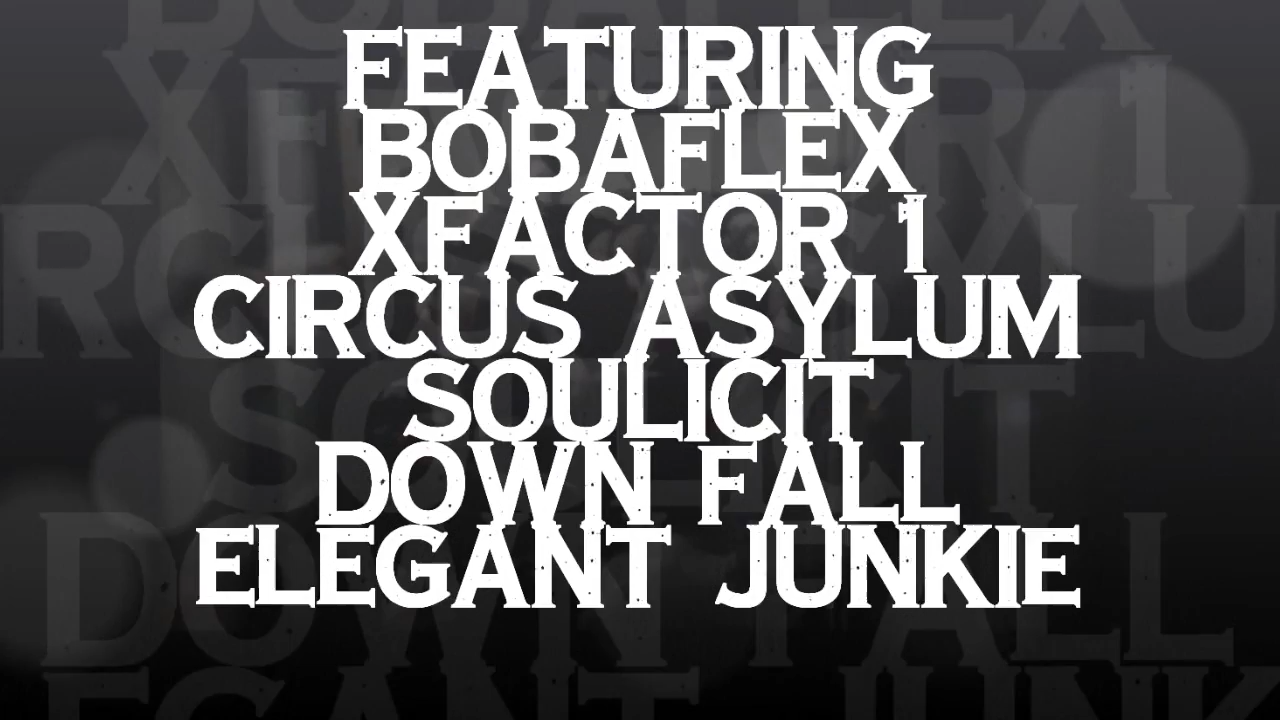 FEATURING
BOBAFLEX
XFACTOR 1
CIRCUS ASYLUM
SOULICIT
DOWN FALL
ELEGANT JUNKIE